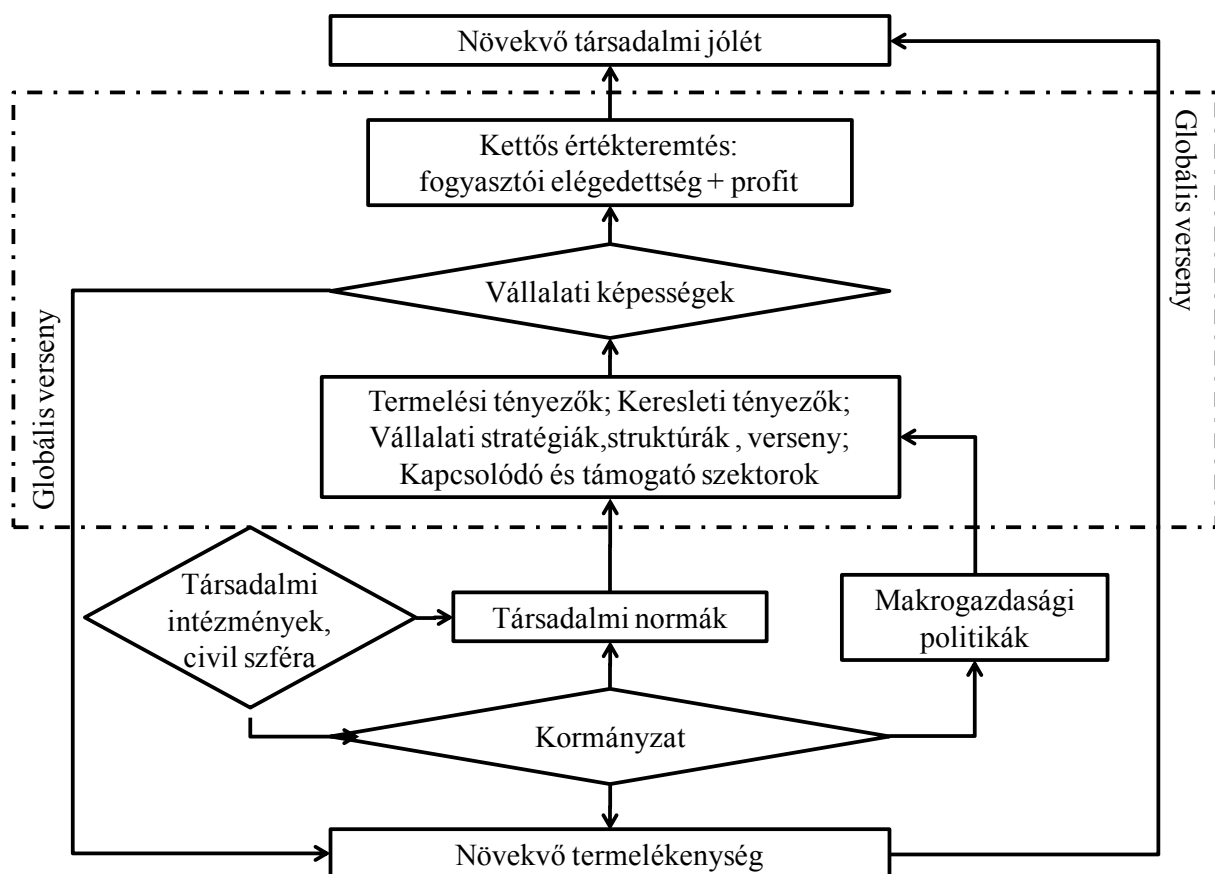 Növekvő társadalmi jólét
Kettős értékteremtés:
fogyasztói elégedettség + profit
Globális verseny
Vállalati képességek
Globális verseny
Termelési tényezők; Keresleti tényezők;
Vállalati stratégiák,struktúrák , verseny;
Kapcsolódó és támogató szektorok
Társadalmi
intézmények,
civil szféra
Társadalmi normák
Makrogazdasági
politikák
Kormányzat
Növekvő termelékenység